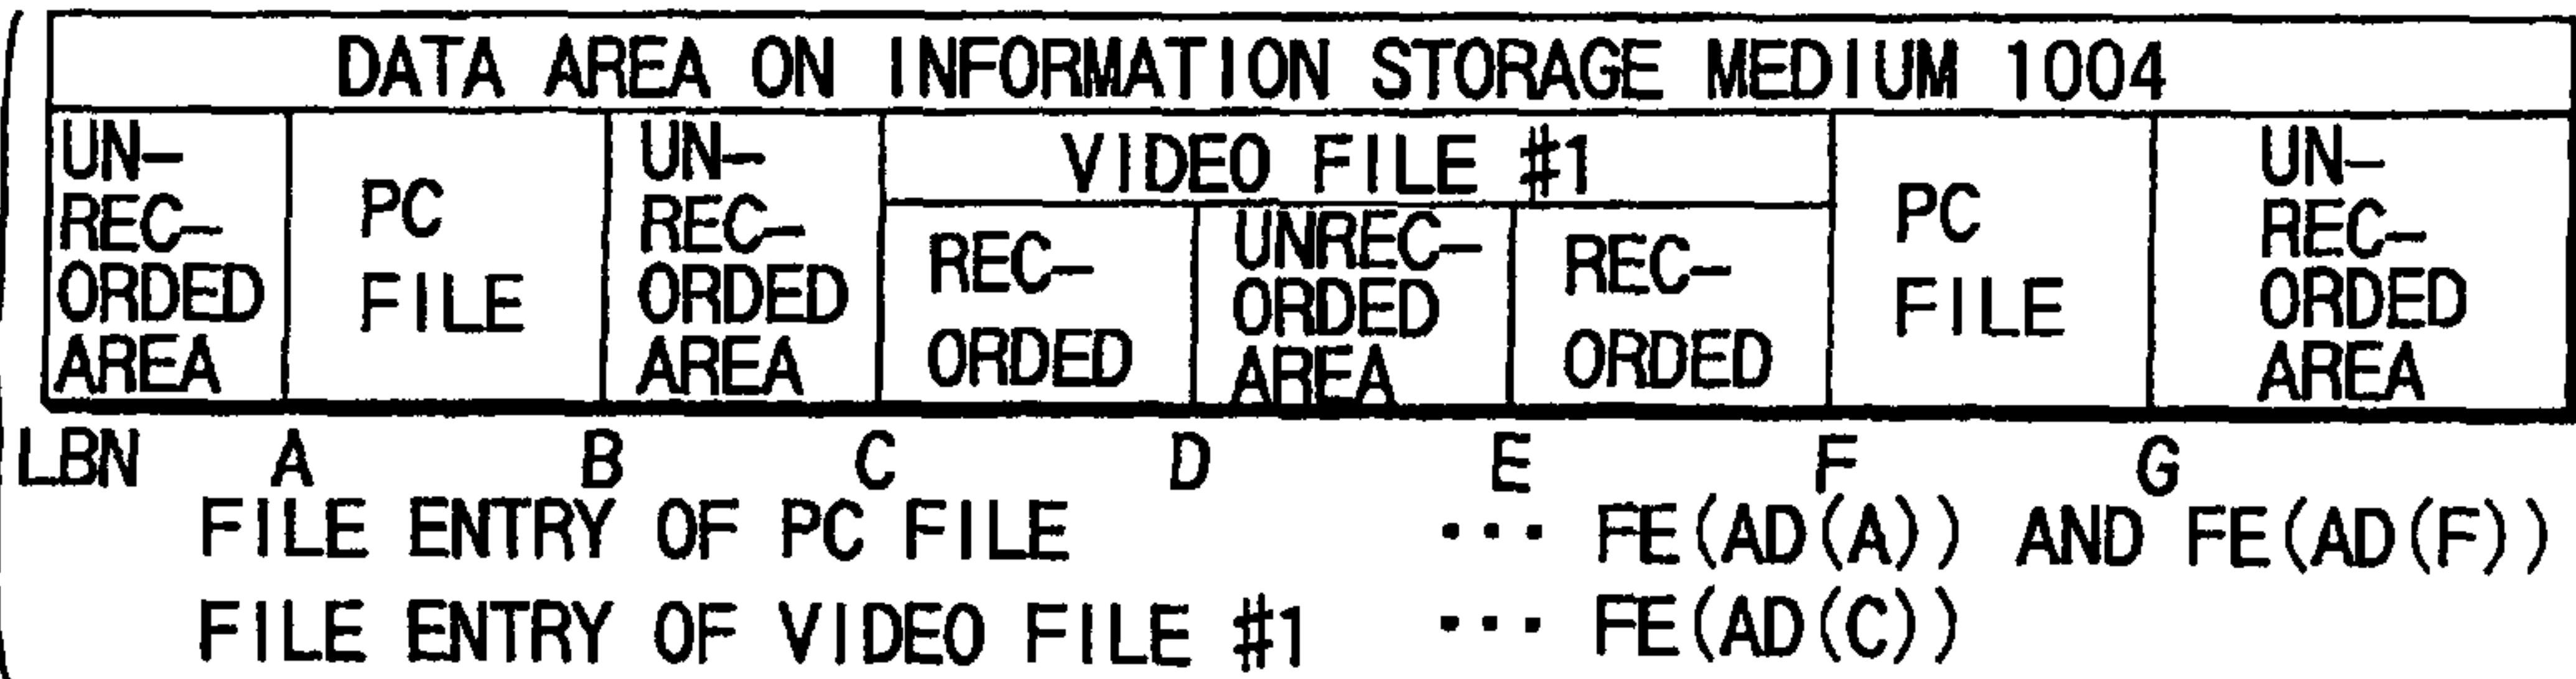 DATA AREA ON INFORMATION STORAGE MEDIUM 1004
UN-
REC-
ORDED
AREA
PC
FILE
UN-
REC-
ORDED
AREA
VIDEO FILE #1
REC-
ORDED
UNREC-
ORDED
AREA
REC-
ORDED
PC
FILE
UN-
REC-
ORDED
AREA
LBN A B C D E F G
FILE ENTRY OF PC FILE ··· FE(AD(A)) AND FE(AD(F))
FILE ENTRY OF VIDEO FILE #1 ··· FE(AD(C))